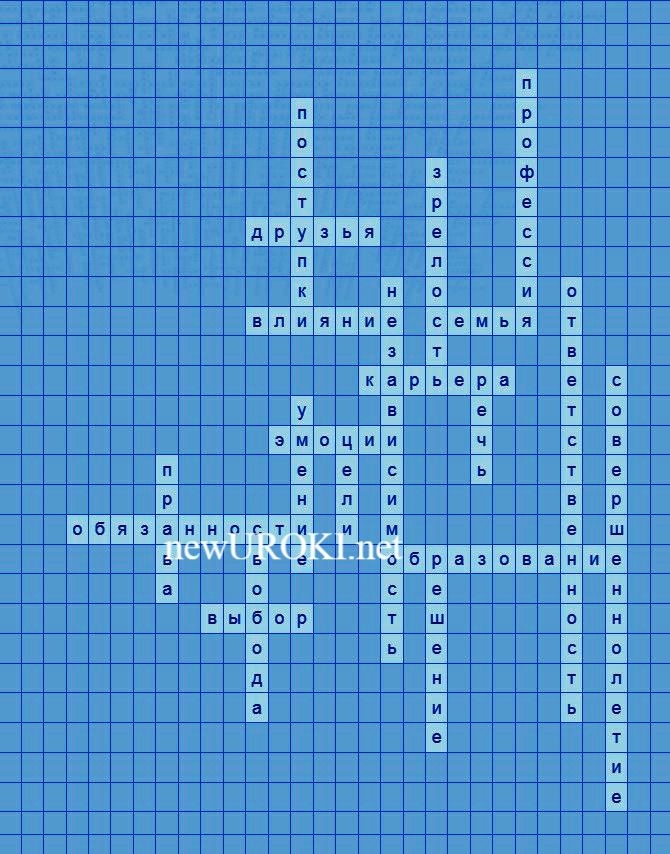 профессия
поступки
зрелость
друзья
независимость
ответственность
влияние
семья
карьера
совершеннолетие
речь
умение
эмоции
цели
права
обязанности
свобода
newUROKI.net
образование
решение
выбор